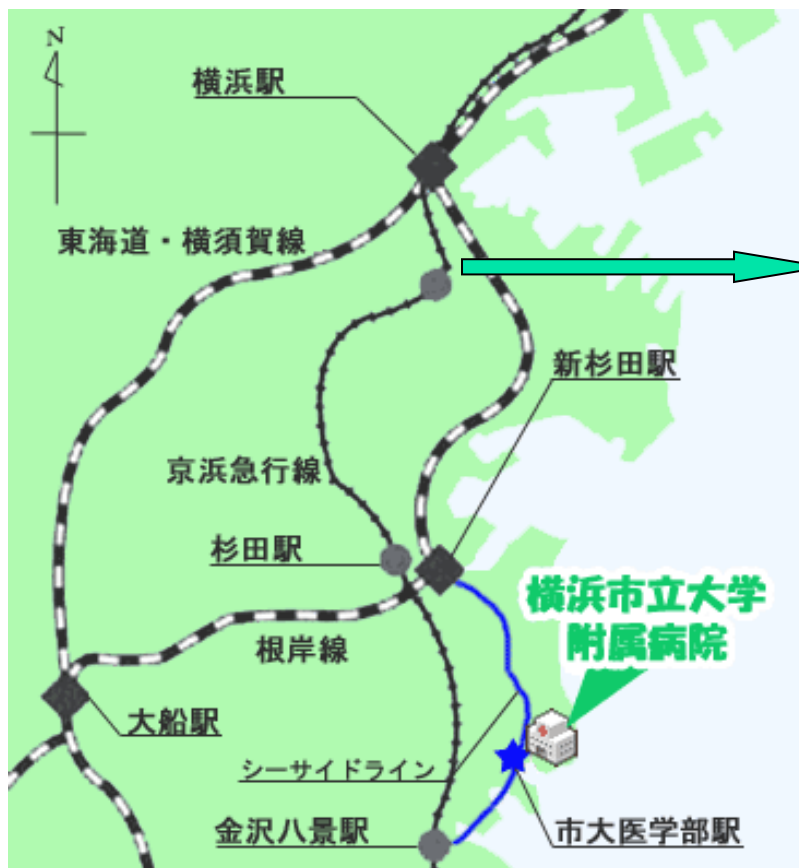 N
横浜駅
東海道・横須賀線
新杉田駅
京浜急行線
杉田駅
横浜市立大学
附属病院
根岸線
大船駅
シーサイドライン
金沢八景駅
市大医学部駅